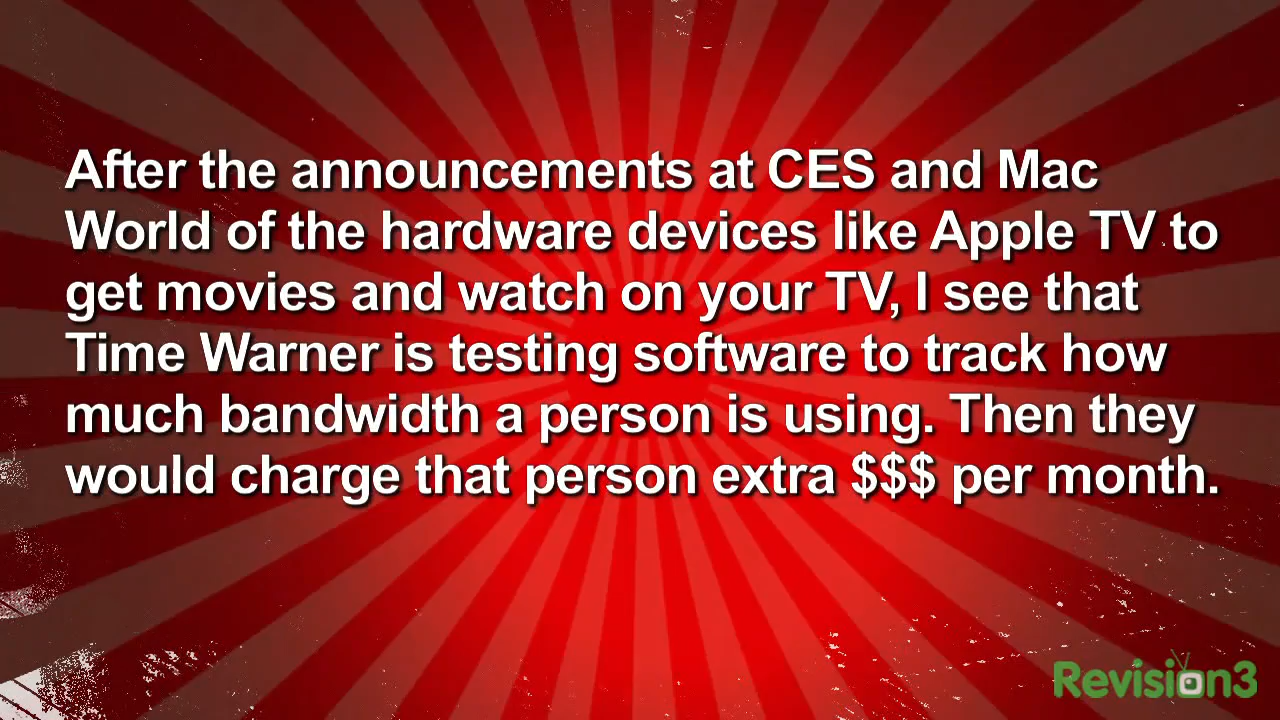 After the announcements at CES and Mac
World of the hardware devices like Apple TV to
get movies and watch on your TV, I see that
Time Warner is testing software to track how
much bandwidth a person is using. Then they
would charge that person extra $$$ per month.
Revision3